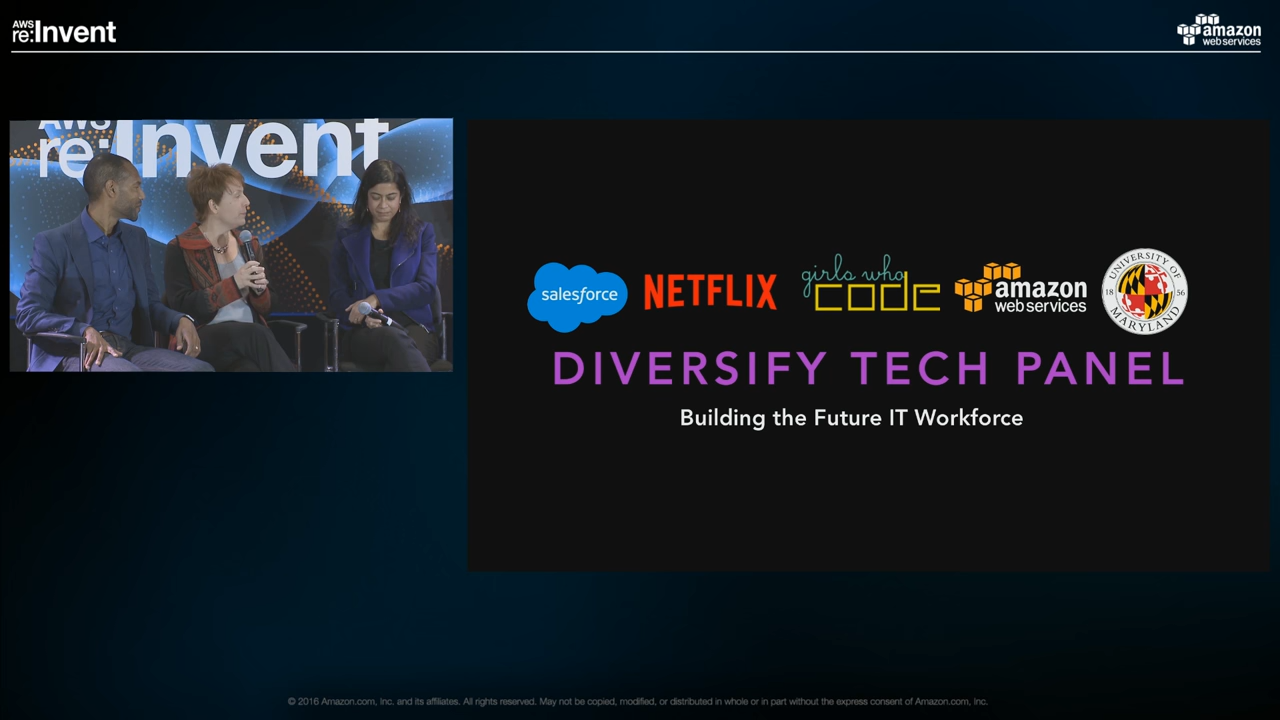 AWS
re:Invent
amazon
web services
AWS
re:Invent
salesforce
NETFLIX
girls who
code
amazon
web services
UNIVERSITY OF
18 56
MARYLAND
DIVERSIFY TECH PANEL
Building the Future IT Workforce
© 2016 Amazon.com, Inc. and its affiliates. All rights reserved. May not be copied, modified, or distributed in whole or in part without the express consent of Amazon.com, Inc.